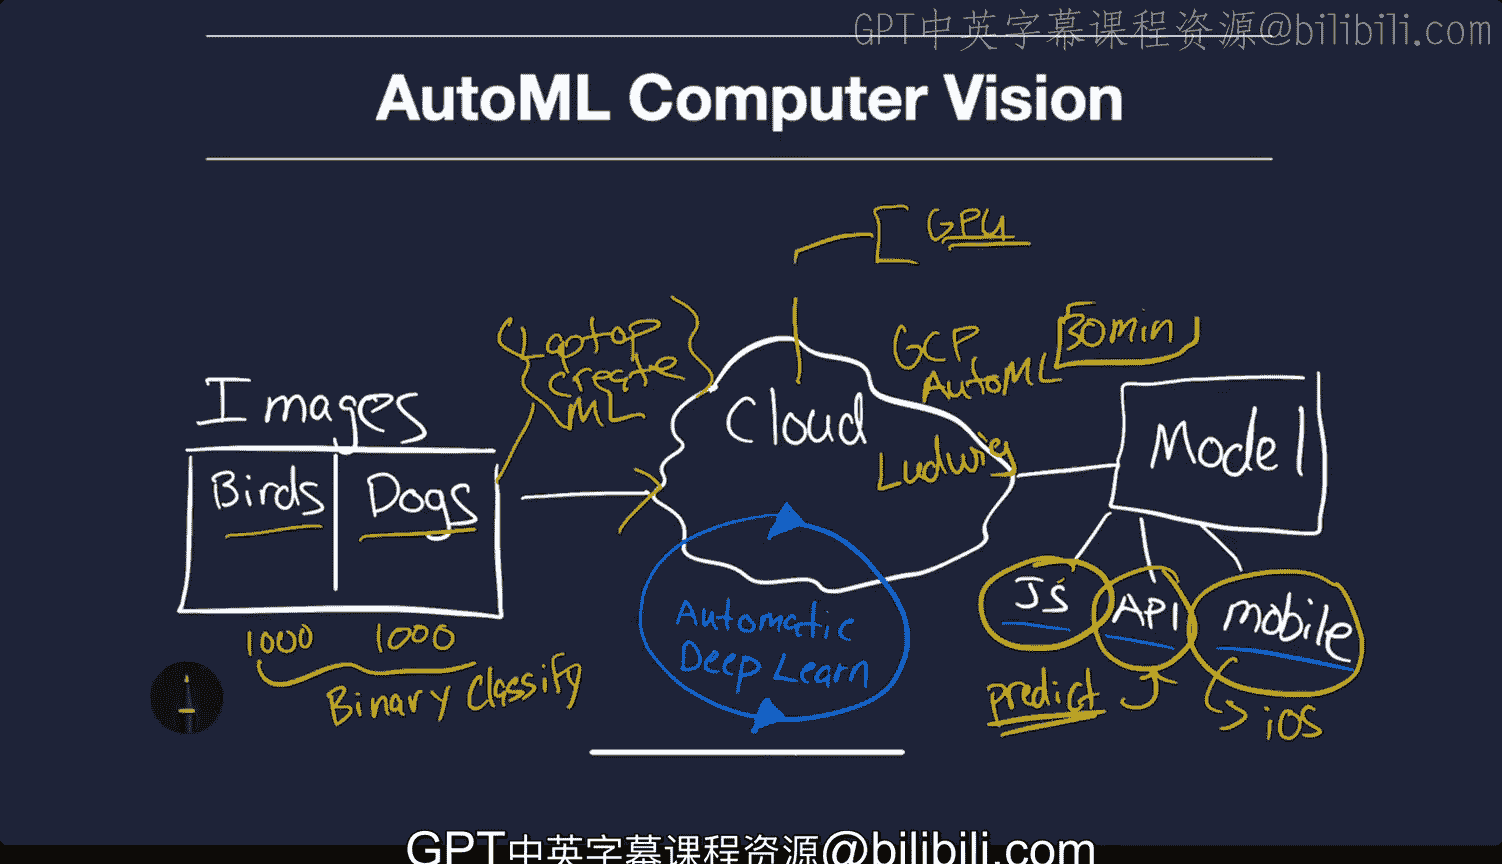 GPT中英字幕课程资源@bilibili.com
AutoML Computer Vision
GPU
Laptop
create
ML
GCP
AutoML
30min
Images
Birds
Dogs
Cloud
Ludwig
Model
1000
1000
Binary Classify
Automatic
Deep Learn
JS
API
mobile
predict
iOS
GPT中英字幕课程资源@bilibili.com